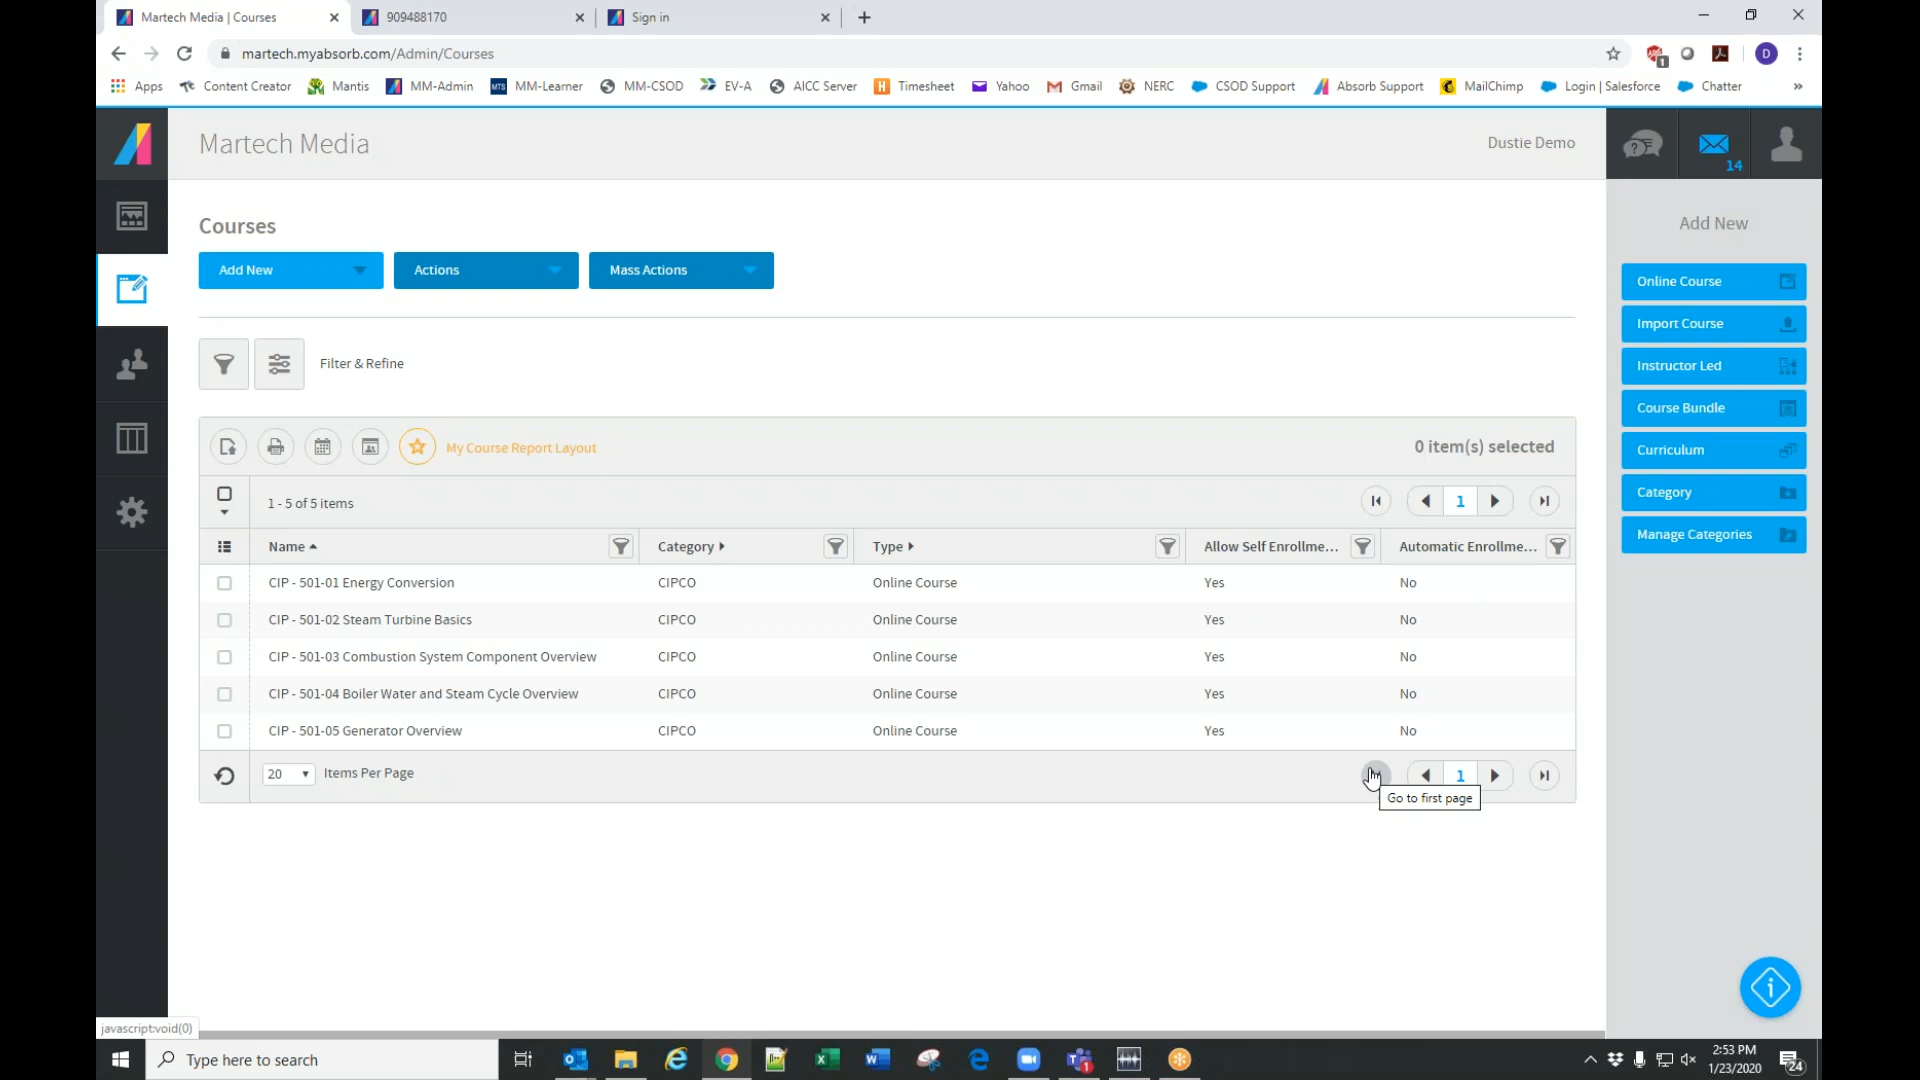 Martech Media | Courses
909488170
Sign in
martech.myabsorb.com/Admin/Courses
1
D
Apps
Content Creator
Mantis
MM-Admin
MTS
MM-Learner
MM-CSOD
EV-A
AICC Server
H
Timesheet
Yahoo
Gmail
NERC
CSOD Support
Absorb Support
MailChimp
Login | Salesforce
Chatter
»
Martech Media
Dustie Demo
14
Courses
Add New
Actions
Mass Actions
Filter & Refine
My Course Report Layout
0 item(s) selected
1 - 5 of 5 items
1
Name
Category
Type
Allow Self Enrollme...
Automatic Enrollme...
CIP - 501-01 Energy Conversion CIPCO Online Course Yes No
CIP - 501-02 Steam Turbine Basics CIPCO Online Course Yes No
CIP - 501-03 Combustion System Component Overview CIPCO Online Course Yes No
CIP - 501-04 Boiler Water and Steam Cycle Overview CIPCO Online Course Yes No
CIP - 501-05 Generator Overview CIPCO Online Course Yes No
20
Items Per Page
1
Go to first page
Add New
Online Course
Import Course
Instructor Led
Course Bundle
Curriculum
Category
Manage Categories
javascript:void(0)
Type here to search
1
2:53 PM
1/23/2020
24